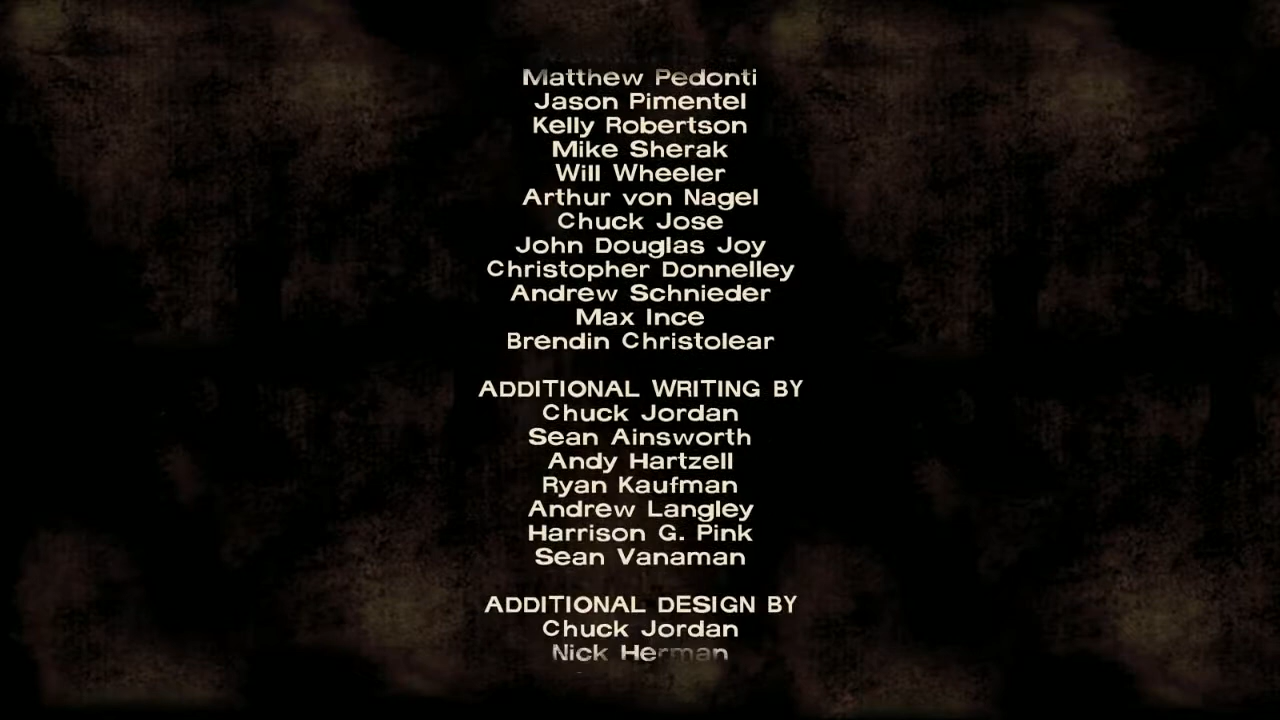 Matthew Pedonti
Jason Pimentel
Kelly Robertson
Mike Sherak
Will Wheeler
Arthur von Nagel
Chuck Jose
John Douglas Joy
Christopher Donnelley
Andrew Schnieder
Max Ince
Brendin Christolear
ADDITIONAL WRITING BY
Chuck Jordan
Sean Ainsworth
Andy Hartzell
Ryan Kaufman
Andrew Langley
Harrison G. Pink
Sean Vanaman
ADDITIONAL DESIGN BY
Chuck Jordan
Nick Herman